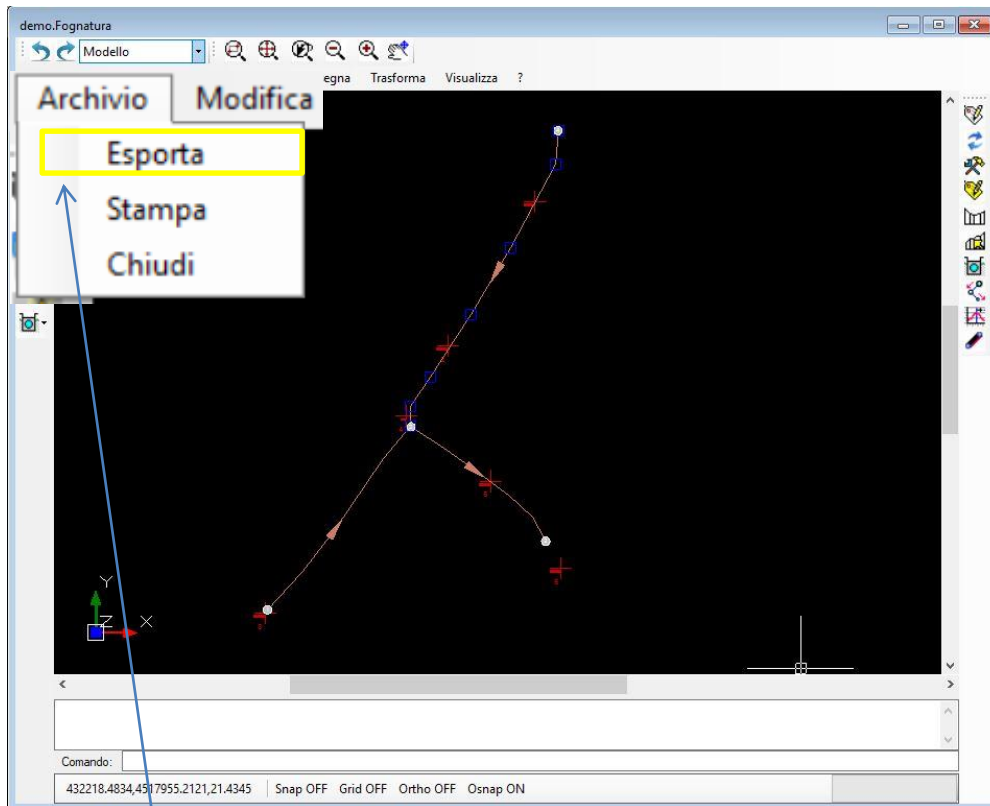 demo.Fognatura
Modello
egna Trasforma Visualizza ?
Archivio Modifica
Esporta
Stampa
Chiudi
Y
Z X
Comando:
432218.4834,4517955.2121,21.4345 Snap OFF Grid OFF Ortho OFF Osnap ON